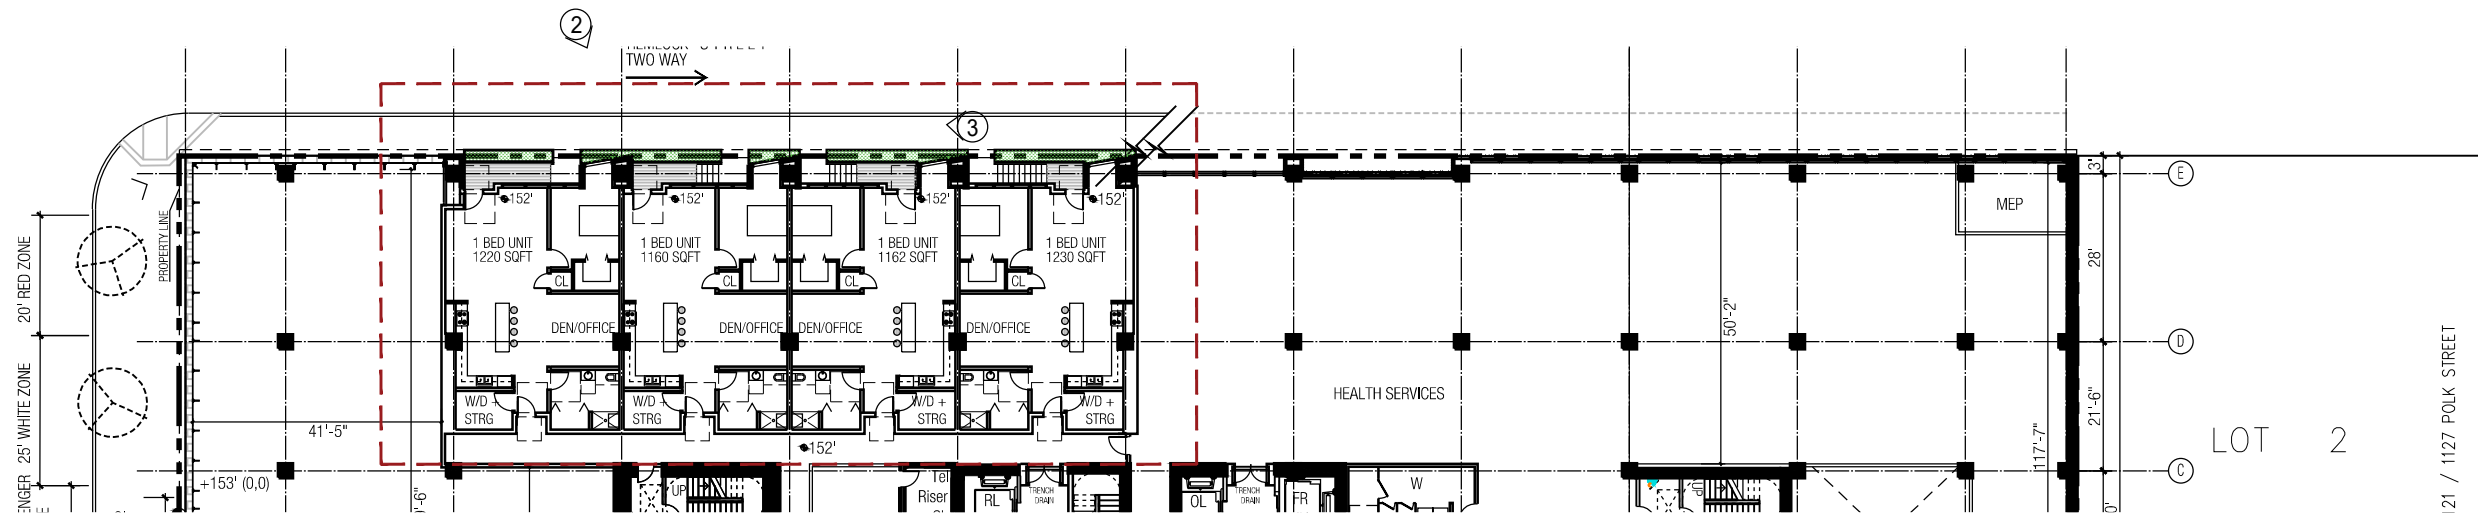 2
TWO WAY
3
E
3'
152'
152'
152'
152'
MEP
1 BED UNIT
1220 SQFT
1 BED UNIT
1160 SQFT
1 BED UNIT
1162 SQFT
1 BED UNIT
1230 SQFT
PROPERTY LINE
20' RED ZONE
28'
CL
CL
CL
CL
50'-2"
DEN/OFFICE
DEN/OFFICE
DEN/OFFICE
DEN/OFFICE
D
HEALTH SERVICES
25' WHITE ZONE
W/D +
STRG
W/D +
STRG
W/D +
STRG
W/D +
STRG
21'-6"
41'-5"
152'
117'-7"
LOT 2
1127 POLK STREET
C
+153' (0,0)
UP
Tel
Riser
RL
TRENCH
DRAIN
OL
TRENCH
DRAIN
FR
W
UP